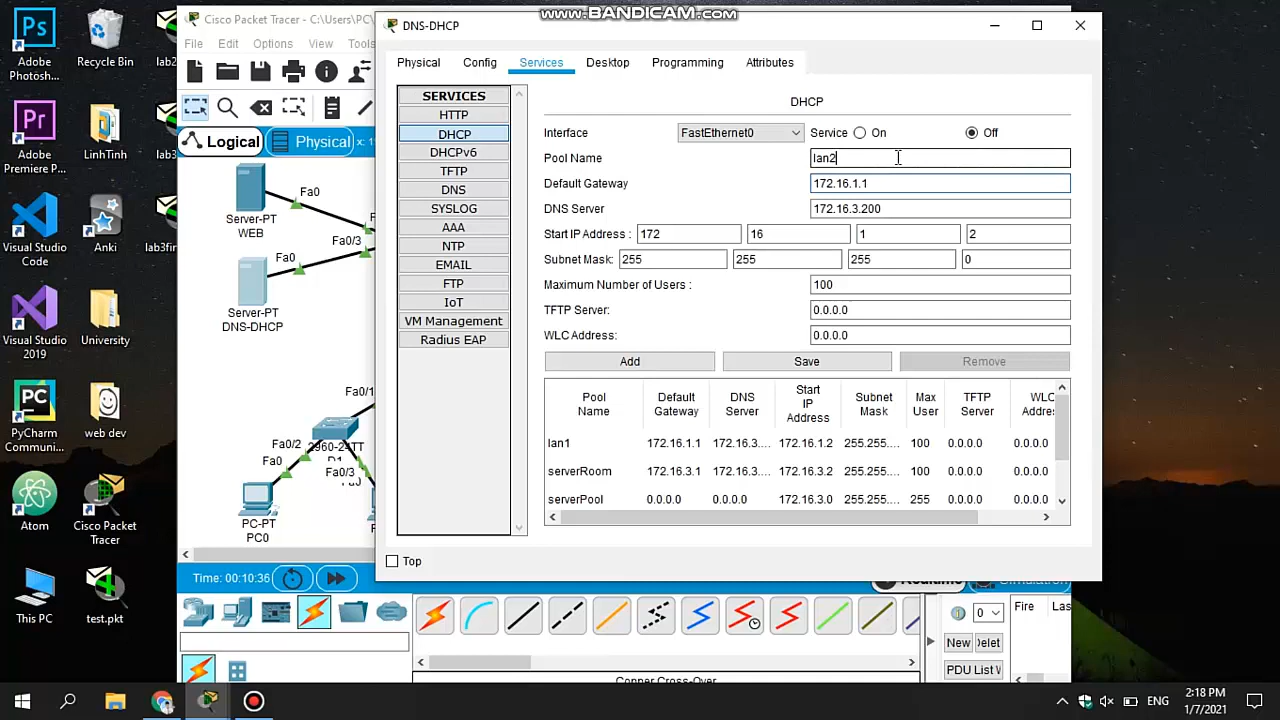 www.BANDICAM.com
Adobe Photosh...
Recycle Bin
lab2
Adobe Premiere P...
LinhTinh
Visual Studio Code
Anki
lab3fin
Visual Studio 2019
University
PyCharm Communi...
web dev
Atom
Cisco Packet Tracer
This PC
test.pkt
Cisco Packet Tracer - C:\Users\PC\
File Edit Options View Tools
Logical
Physical
Fa0
Server-PT
WEB
Fa0/3
Fa0
Server-PT
DNS-DHCP
Fa0/1
Fa0/2
2960-24TT
Fa0
Fa0/3
PC-PT
PC0
Time: 00:10:36
Realtime
Simulation
DNS-DHCP
Physical Config Services Desktop Programming Attributes
SERVICES
HTTP
DHCP
DHCPv6
TFTP
DNS
SYSLOG
AAA
NTP
EMAIL
FTP
IoT
VM Management
Radius EAP
DHCP
Interface FastEthernet0 Service On Off
Pool Name lan2
Default Gateway 172.16.1.1
DNS Server 172.16.3.200
Start IP Address : 172 16 1 2
Subnet Mask: 255 255 255 0
Maximum Number of Users : 100
TFTP Server: 0.0.0.0
WLC Address: 0.0.0.0
Add Save Remove
Pool Name Default Gateway DNS Server Start IP Address Subnet Mask Max User TFTP Server WLC Addres
lan1 172.16.1.1 172.16.3.... 172.16.1.2 255.255.... 100 0.0.0.0 0.0.0.0
serverRoom 172.16.3.1 172.16.3.... 172.16.3.2 255.255.... 100 0.0.0.0 0.0.0.0
serverPool 0.0.0.0 0.0.0.0 172.16.3.0 255.255.... 255 0.0.0.0 0.0.0.0
Top
0
Fire Las
New Delet
PDU List W
Copper Cross-Over
ENG
2:18 PM
1/7/2021